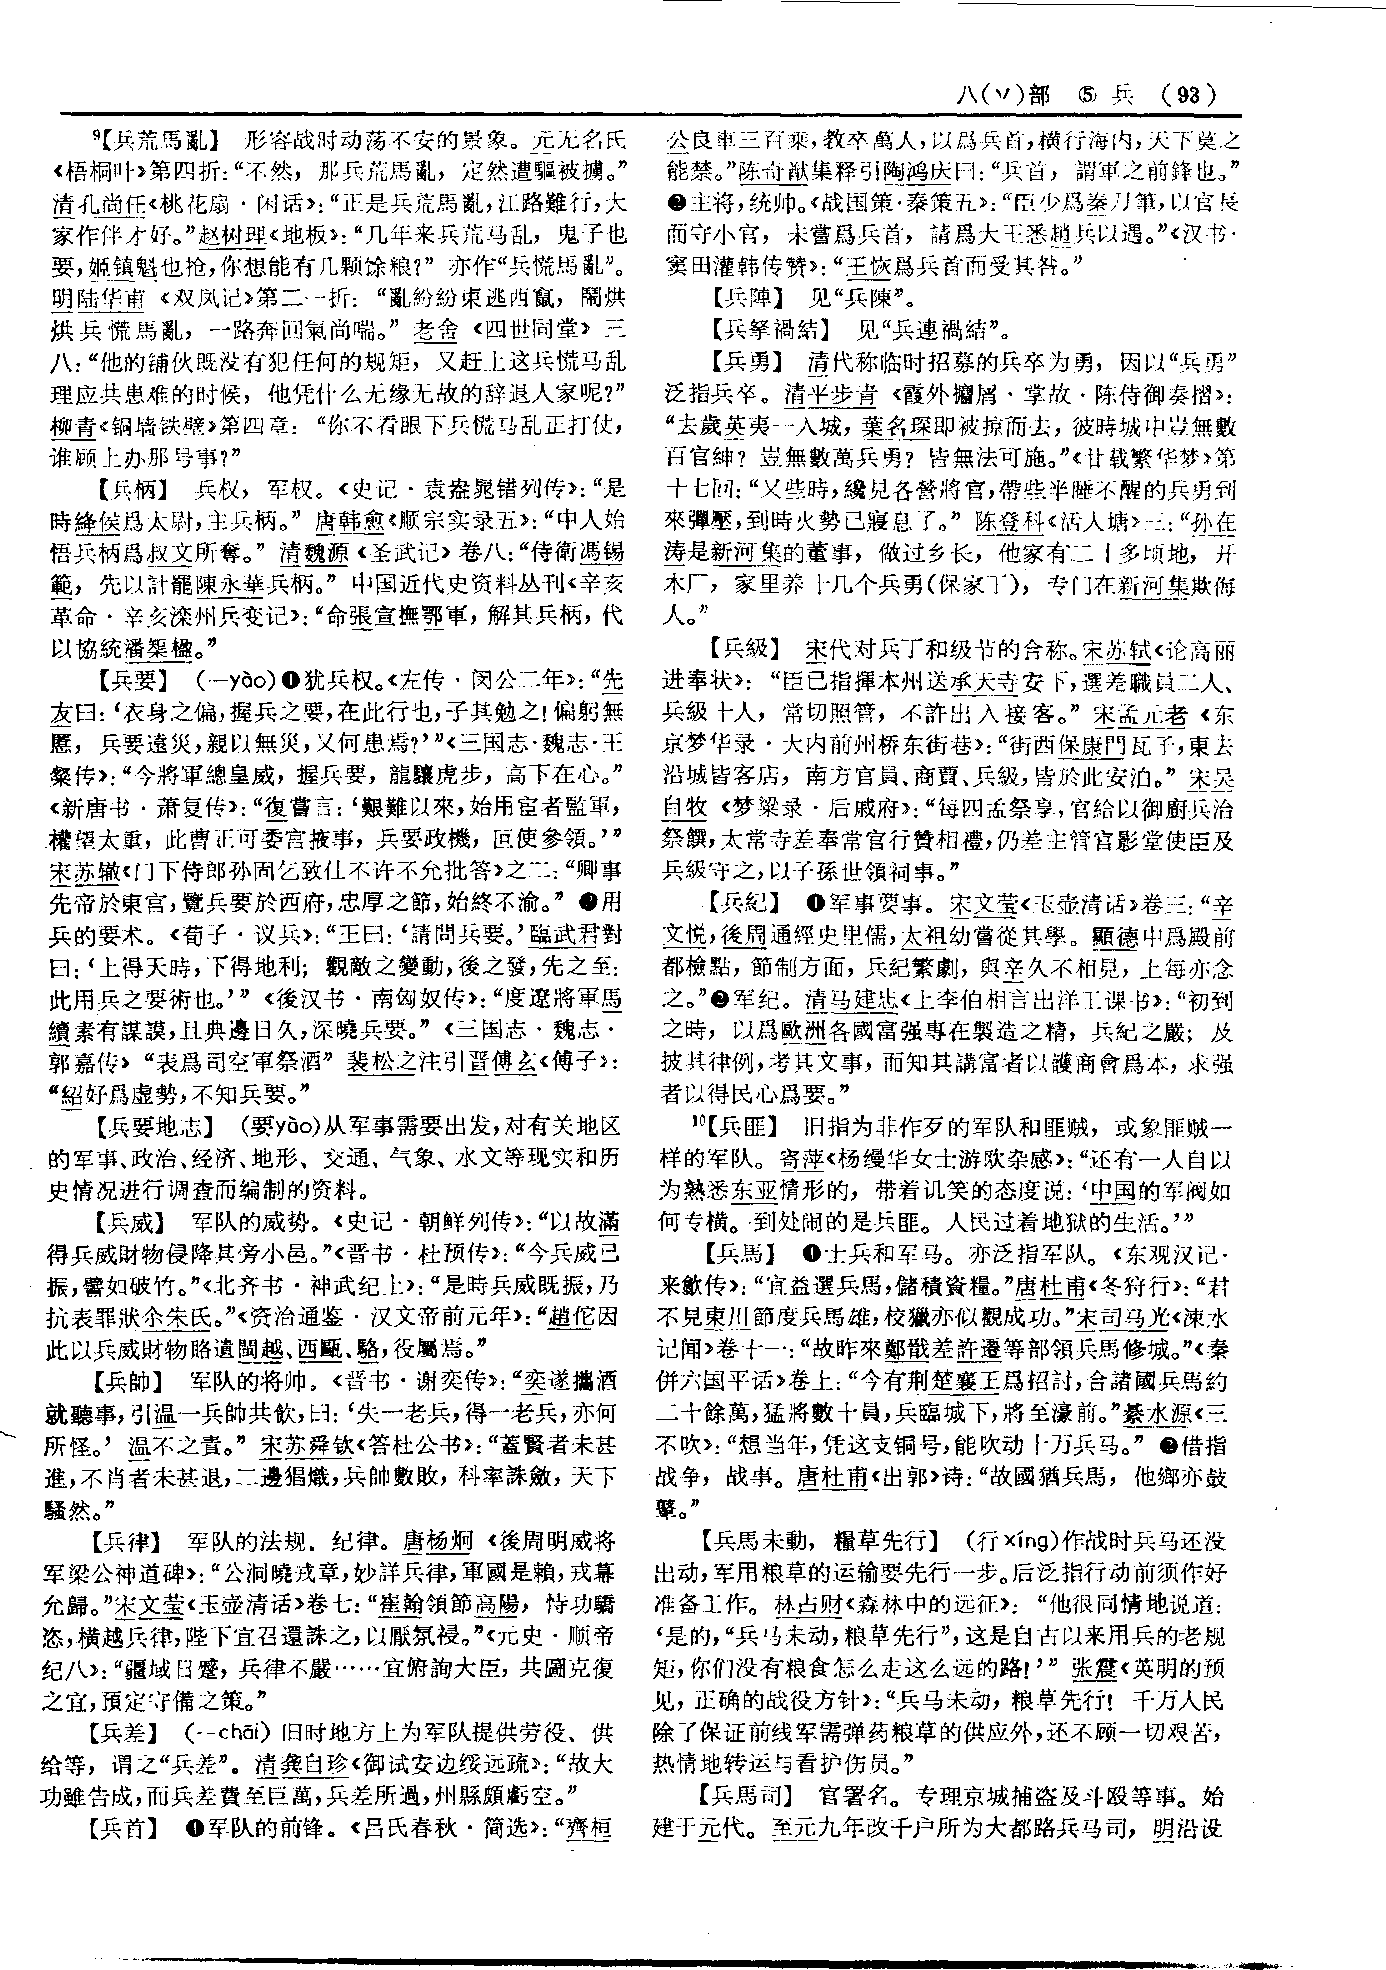 八(丷)部 ⑤ 兵 (93)
⁹【兵荒馬亂】 形容战时动荡不安的景象。元无名氏
《梧桐叶》第四折：“不然，那兵荒馬亂，定然遭驅被擄。”
清孔尚任《桃花扇·闲话》：“正是兵荒馬亂，江路難行，大
家作伴才好。”赵树理《地板》：“几年来兵荒马乱，鬼子也
要，姬镇魁也抢，你想能有几颗馀粮？” 亦作“兵慌馬亂”。
明陆华甫《双凤记》第二一折：“亂紛紛東逃西竄，鬧烘
烘兵慌馬亂，一路奔回氣尚喘。” 老舍《四世同堂》三
八：“他的铺伙既没有犯任何的规矩，又赶上这兵慌马乱
理应共患难的时候，他凭什么无缘无故的辞退人家呢？”
柳青《铜墙铁壁》第四章：“你不看眼下兵慌马乱正打仗，
谁顾上办那号事？”
【兵柄】 兵权，军权。《史记·袁盎晁错列传》：“是
時絳侯爲太尉，主兵柄。” 唐韩愈《顺宗实录五》：“中人始
悟兵柄爲叔文所奪。” 清魏源《圣武记》卷八：“侍衛馮锡
範，先以計罷陳永華兵柄。” 中国近代史资料丛刊《辛亥
革命·辛亥滦州兵变记》：“命張宣撫鄂軍，解其兵柄，代
以協統潘榘楹。”
【兵要】 (—yào)❶犹兵权。《左传·闵公二年》：“先
友曰：‘衣身之偏，握兵之要，在此行也，子其勉之！偏躬無
慝，兵要遠災，親以無災，又何患焉？’”《三国志·魏志·王
粲传》：“今將軍總皇威，握兵要，龍驤虎步，高下在心。”
《新唐书·萧复传》：“復嘗言：‘艱難以來，始用宦者監軍，
權望太重，此曹正可委宫掖事，兵要政機，叵使參領。’”
宋苏辙《门下侍郎孙固乞致仕不许不允批答》之二：“卿事
先帝於東宫，覽兵要於西府，忠厚之節，始終不渝。” ❷用
兵的要术。《荀子·议兵》：“王曰：‘請問兵要。’臨武君對
曰：‘上得天時，下得地利；觀敵之變動，後之發，先之至：
此用兵之要術也。’” 《後汉书·南匈奴传》：“度遼將軍馬
續素有謀謨，且典邊日久，深曉兵要。” 《三国志·魏志·
郭嘉传》“表爲司空軍祭酒” 裴松之注引晋傅玄《傅子》：
“紹好爲虚勢，不知兵要。”
【兵要地志】 (要yào)从军事需要出发，对有关地区
的军事、政治、经济、地形、交通、气象、水文等现实和历
史情况进行调查而编制的资料。
【兵威】 军队的威势。《史记·朝鲜列传》：“以故滿
得兵威財物侵降其旁小邑。”《晋书·杜预传》：“今兵威已
振，譬如破竹。”《北齐书·神武纪上》：“是時兵威既振，乃
抗表罪狀尒朱氏。”《资治通鉴·汉文帝前元年》：“趙佗因
此以兵威財物賂遺閩越、西甌、駱，役屬焉。”
【兵帥】 军队的将帅。《晋书·谢奕传》：“奕遂攜酒
就聽事，引温一兵帥共飲，曰：‘失一老兵，得一老兵，亦何
所怪。’温不之責。” 宋苏舜钦《答杜公书》：“蓋賢者未甚
進，不肖者未甚退，二邊猖熾，兵帥數敗，科率誅斂，天下
騷然。”
【兵律】 军队的法规、纪律。唐杨炯《後周明威将
军梁公神道碑》：“公洞曉戎章，妙詳兵律，軍國是賴，戎幕
允歸。”宋文莹《玉壶清话》卷七：“崔翰領節高陽，恃功驕
恣，横越兵律，陛下宜召還誅之，以厭氛祲。”《元史·顺帝
纪八》：“疆域日蹙，兵律不嚴……宜俯詢大臣，共圖克復
之宜，預定守備之策。”
【兵差】 (—chāi) 旧时地方上为军队提供劳役、供
给等，谓之“兵差”。清龚自珍《御试安边绥远疏》：“故大
功雖告成，而兵差費至巨萬，兵差所過，州縣頗虧空。”
【兵首】 ❶军队的前锋。《吕氏春秋·简选》：“齊桓
公良車三百乘，教卒萬人，以爲兵首，横行海内，天下莫之
能禁。”陈奇猷集释引陶鸿庆曰：“兵首，謂軍之前鋒也。”
❷主将，统帅。《战国策·秦策五》：“臣少爲秦刀筆，以官長
而守小官，未嘗爲兵首，請爲大王悉趙兵以遇。”《汉书·
窦田灌韩传赞》：“王恢爲兵首而受其咎。”
【兵陣】 见“兵陳”。
【兵拏禍結】 见“兵連禍結”。
【兵勇】 清代称临时招募的兵卒为勇，因以“兵勇”
泛指兵卒。清平步青《霞外攟屑·掌故·陈侍御奏摺》：
“去歲英夷一入城，葉名琛即被掠而去，彼時城中豈無數
百官紳？豈無數萬兵勇？皆無法可施。”《廿载繁华梦》第
十七回：“又些時，纔見各營將官，帶些半睡不醒的兵勇到
來彈壓，到時火勢已寢息了。” 陈登科《活人塘》二：“孙在
涛是新河集的董事，做过乡长，他家有二十多顷地，开
木厂，家里养十几个兵勇(保家丁)，专门在新河集欺侮
人。”
【兵級】 宋代对兵丁和级节的合称。宋苏轼《论高丽
进奉状》：“臣已指揮本州送承天寺安下，選差職員二人、
兵級十人，常切照管，不許出入接客。” 宋孟元老《东
京梦华录·大内前州桥东街巷》：“街西保康門瓦子，東去
沿城皆客店，南方官員、商賈、兵級，皆於此安泊。” 宋吴
自牧《梦粱录·后戚府》：“每四孟祭享，官給以御廚兵治
祭饌，太常寺差奉常官行贊相禮，仍差主管官影堂使臣及
兵級守之，以子孫世領祠事。”
【兵紀】 ❶军事要事。宋文莹《玉壶清话》卷三：“辛
文悦，後周通經史里儒，太祖幼嘗從其學。顯德中爲殿前
都檢點，節制方面，兵紀繁劇，與辛久不相見，上每亦念
之。”❷军纪。清马建忠《上李伯相言出洋工课书》：“初到
之時，以爲歐洲各國富强專在製造之精，兵紀之嚴；及
披其律例，考其文事，而知其講富者以護商會爲本，求强
者以得民心爲要。”
¹⁰【兵匪】 旧指为非作歹的军队和匪贼，或象匪贼一
样的军队。寄萍《杨缦华女士游欧杂感》：“还有一人自以
为熟悉东亚情形的，带着讥笑的态度说：‘中国的军阀如
何专横。到处闹的是兵匪。人民过着地狱的生活。’”
【兵馬】 ❶士兵和军马。亦泛指军队。《东观汉记·
来歙传》：“宜益選兵馬，儲積資糧。”唐杜甫《冬狩行》：“君
不見東川節度兵馬雄，校獵亦似觀成功。”宋司马光《涑水
记闻》卷十一：“故昨來鄭戩差許遷等部領兵馬修城。”《秦
併六国平话》卷上：“今有荆楚襄王爲招討，合諸國兵馬約
二十餘萬，猛將數十員，兵臨城下，將至濠前。”綦水源《三
不吹》：“想当年，凭这支铜号，能吹动十万兵马。” ❷借指
战争，战事。唐杜甫《出郭》诗：“故國猶兵馬，他鄉亦鼓
鼙。”
【兵馬未動，糧草先行】 (行xíng)作战时兵马还没
出动，军用粮草的运输要先行一步。后泛指行动前须作好
准备工作。林占财《森林中的远征》：“他很同情地说道：
‘是的，“兵马未动，粮草先行”，这是自古以来用兵的老规
矩，你们没有粮食怎么走这么远的路！’” 张震《英明的预
见，正确的战役方针》：“兵马未动，粮草先行！千万人民
除了保证前线军需弹药粮草的供应外，还不顾一切艰苦，
热情地转运与看护伤员。”
【兵馬司】 官署名。专理京城捕盗及斗殴等事。始
建于元代。至元九年改千户所为大都路兵马司，明沿设